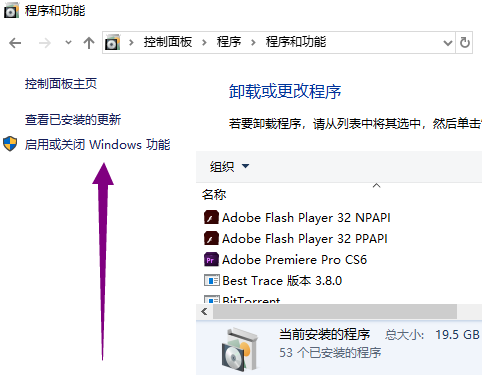 程序和功能
控制面板 > 程序 > 程序和功能
控制面板主页
查看已安装的更新
启用或关闭 Windows 功能
卸载或更改程序
若要卸载程序，请从列表中将其选中，然后单击
组织
名称
Adobe Flash Player 32 NPAPI
Adobe Flash Player 32 PPAPI
Adobe Premiere Pro CS6
Best Trace 版本 3.8.0
BitTorrent
当前安装的程序 总大小: 19.5 GB
53 个已安装的程序